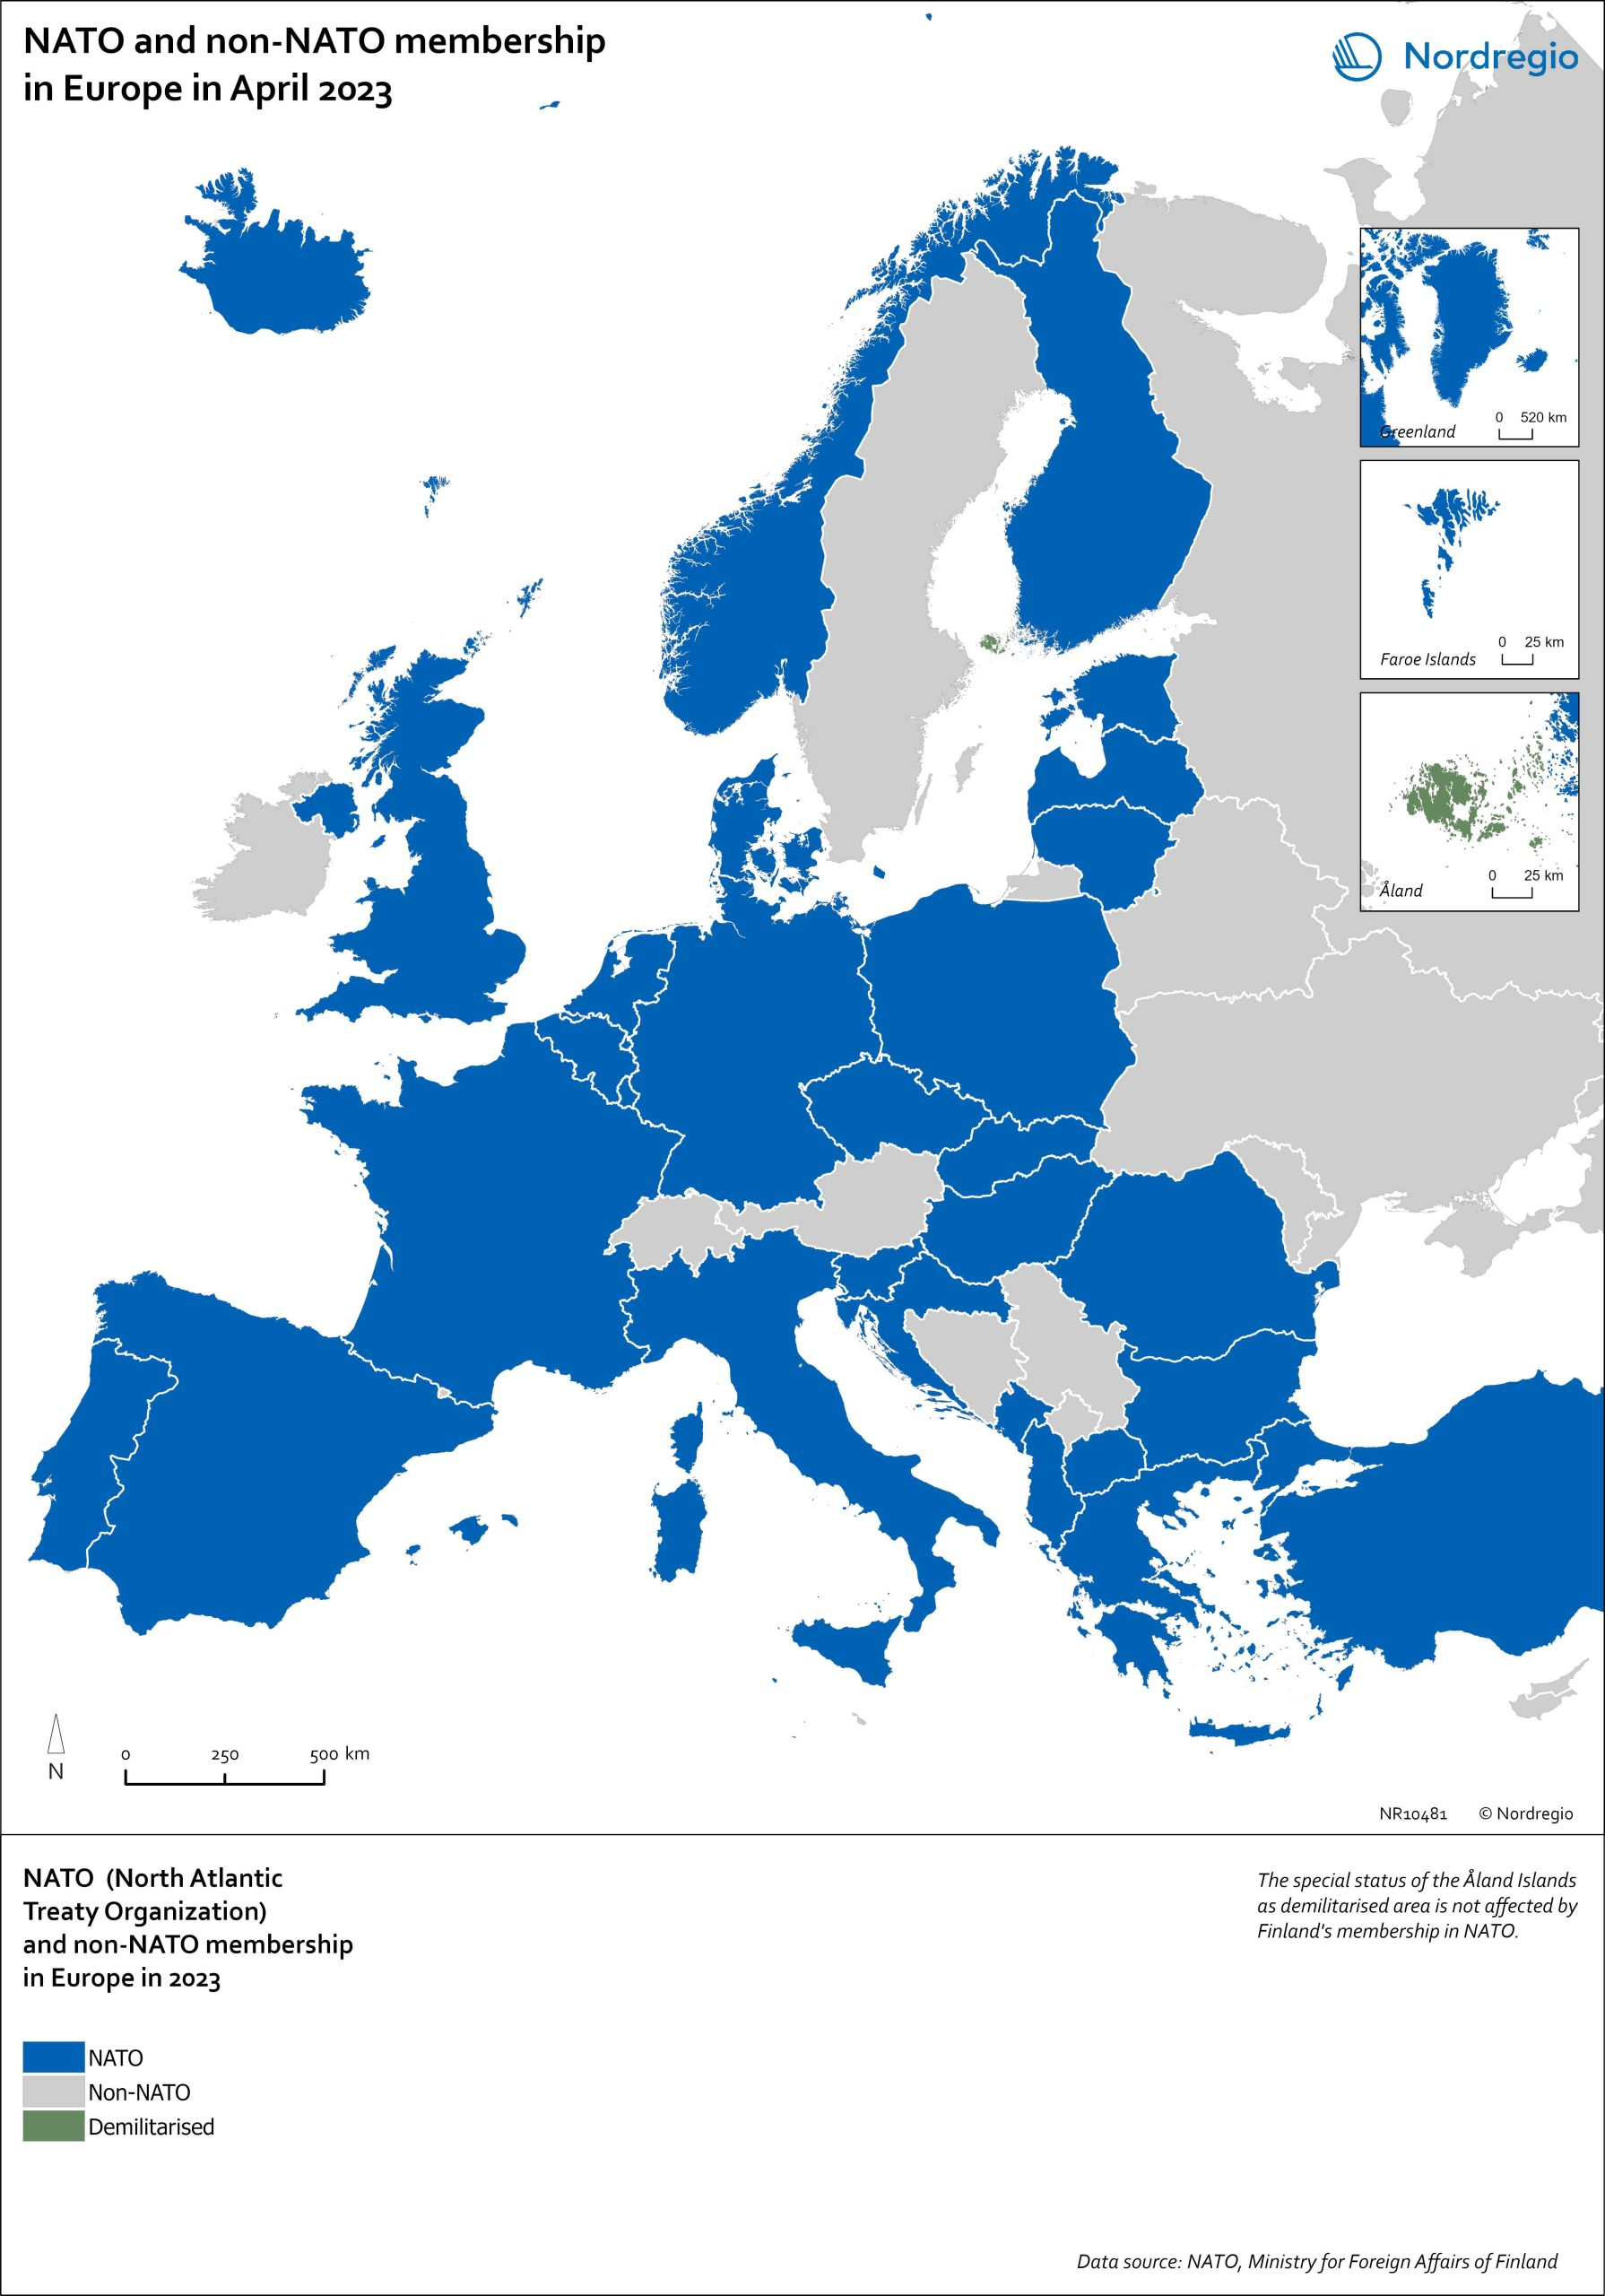 NATO and non-NATO membership
in Europe in April 2023
Nordregio
Greenland
0 520 km
Faroe Islands
0 25 km
Åland
0 25 km
0 250 500 km
N
NR10481 © Nordregio
NATO (North Atlantic
Treaty Organization)
and non-NATO membership
in Europe in 2023
The special status of the Åland Islands
as demilitarised area is not affected by
Finland's membership in NATO.
NATO
Non-NATO
Demilitarised
Data source: NATO, Ministry for Foreign Affairs of Finland